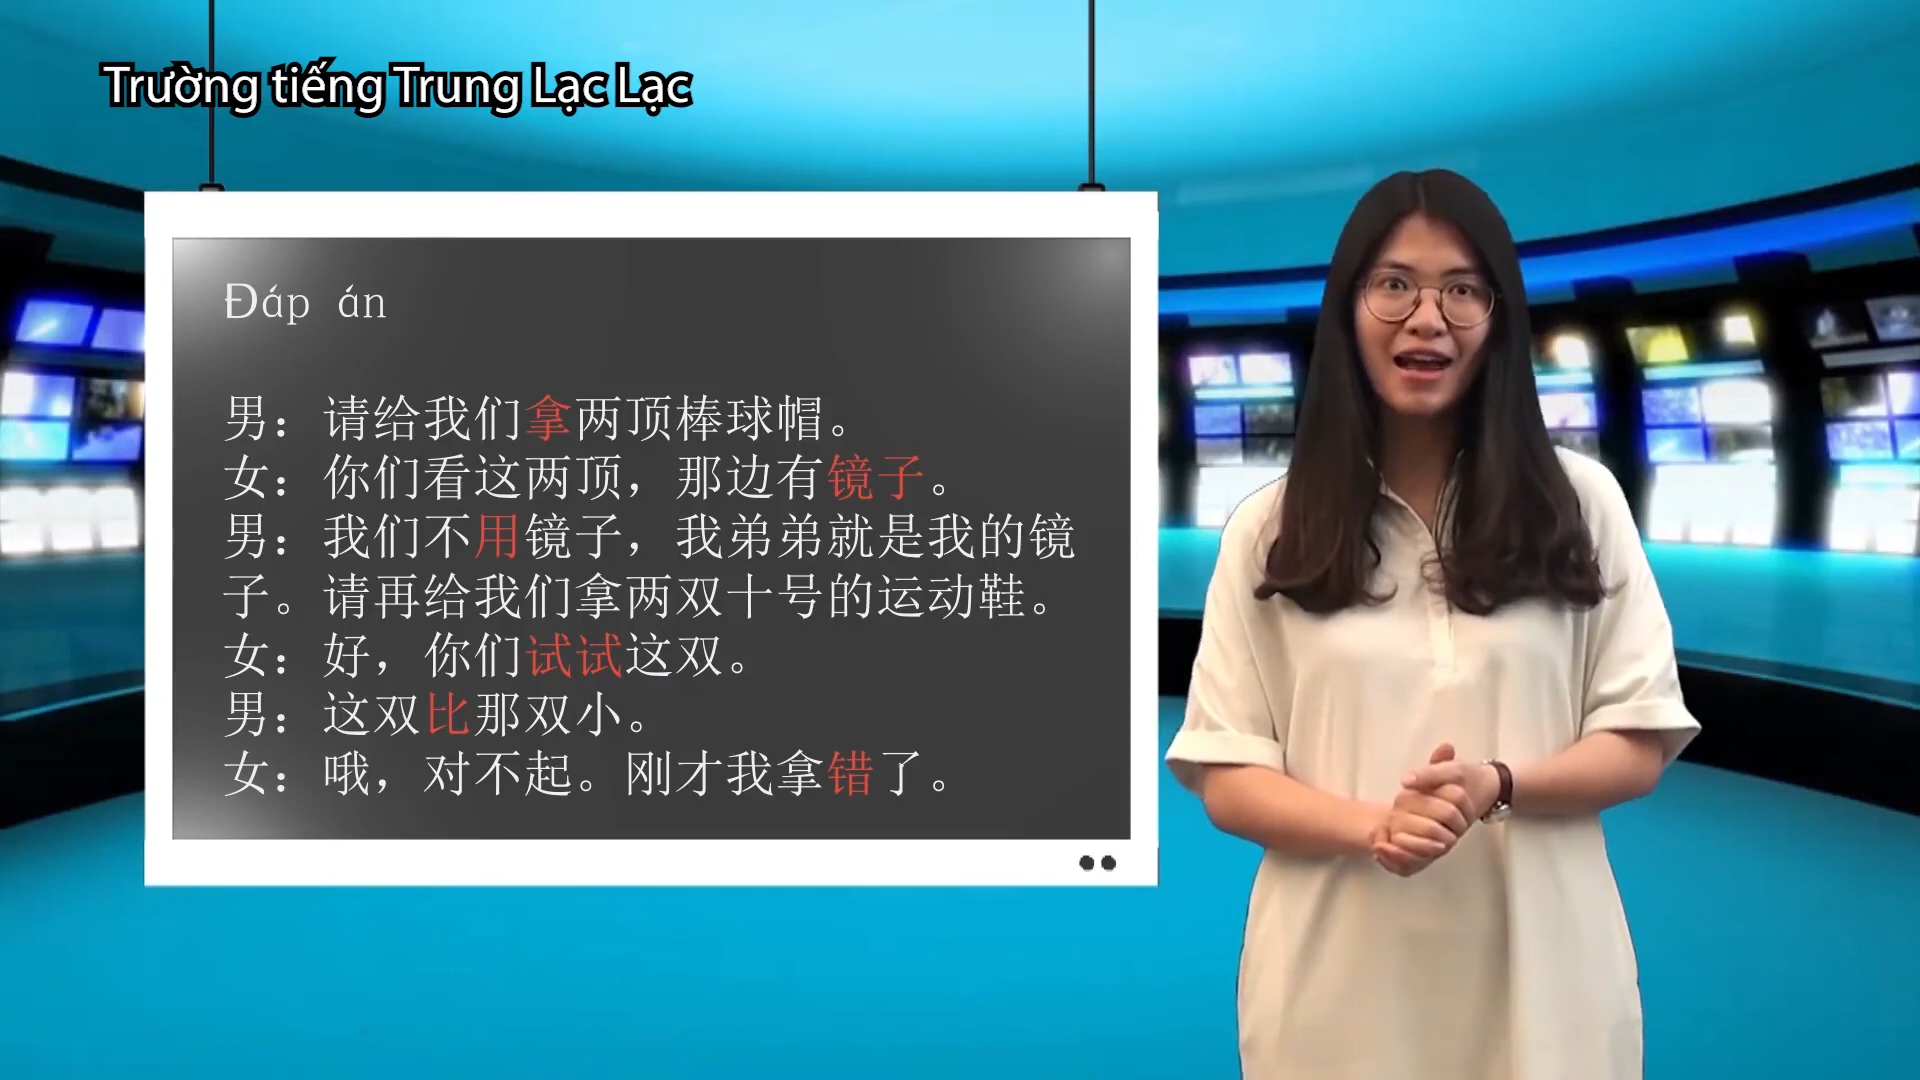 Trường tiếng Trung Lạc Lạc
Đáp án
男：请给我们拿两顶棒球帽。
女：你们看这两顶，那边有镜子。
男：我们不用镜子，我弟弟就是我的镜
子。请再给我们拿两双十号的运动鞋。
女：好，你们试试这双。
男：这双比那双小。
女：哦，对不起。刚才我拿错了。